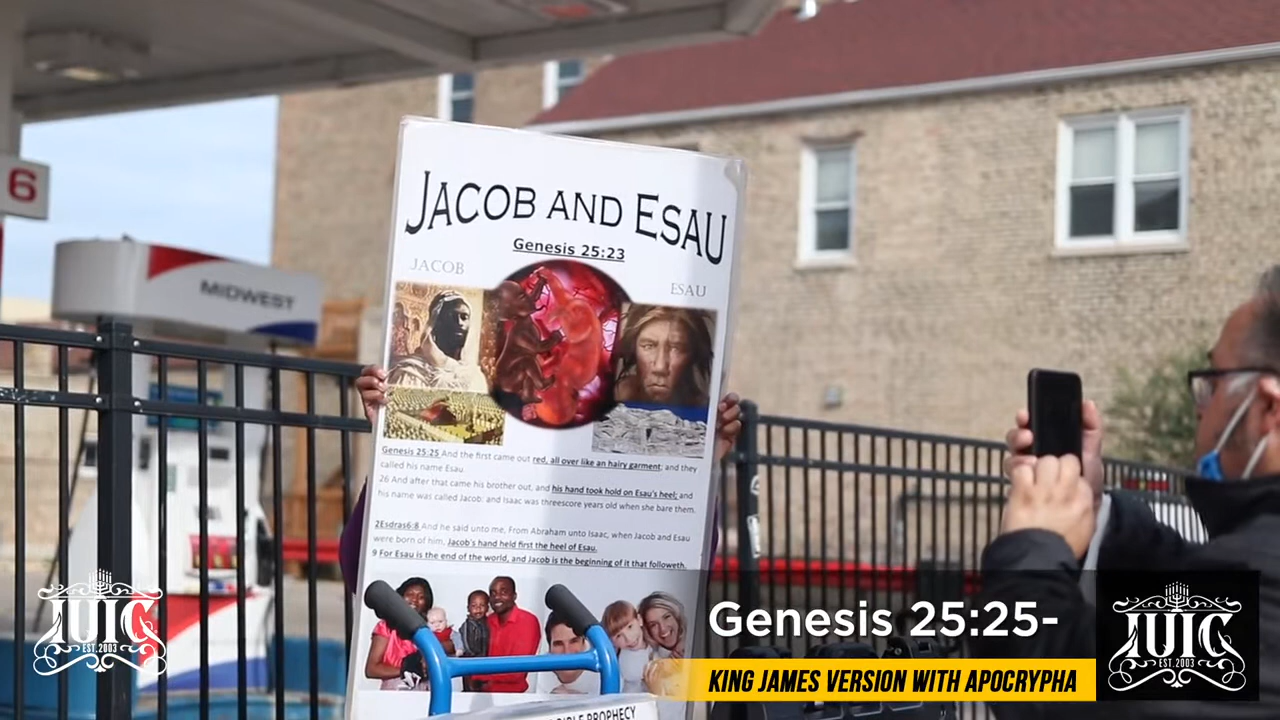 6
MIDWEST
JACOB AND ESAU
Genesis 25:23
JACOB
ESAU
Genesis 25:25 And the first came out red, all over like an hairy garment; and they
called his name Esau.
26 And after that came his brother out, and his hand took hold on Esau's heel; and
his name was called Jacob: and Isaac was threescore years old when she bare them.
2Esdras6:8 And he said unto me, From Abraham unto Isaac, when Jacob and Esau
were born of him, Jacob's hand held first the heel of Esau.
9 For Esau is the end of the world, and Jacob is the beginning of it that followeth.
BIBLE PROPHECY
Genesis 25:25-
KING JAMES VERSION WITH APOCRYPHA
IUIC
EST. 2003
IUIC
EST. 2003